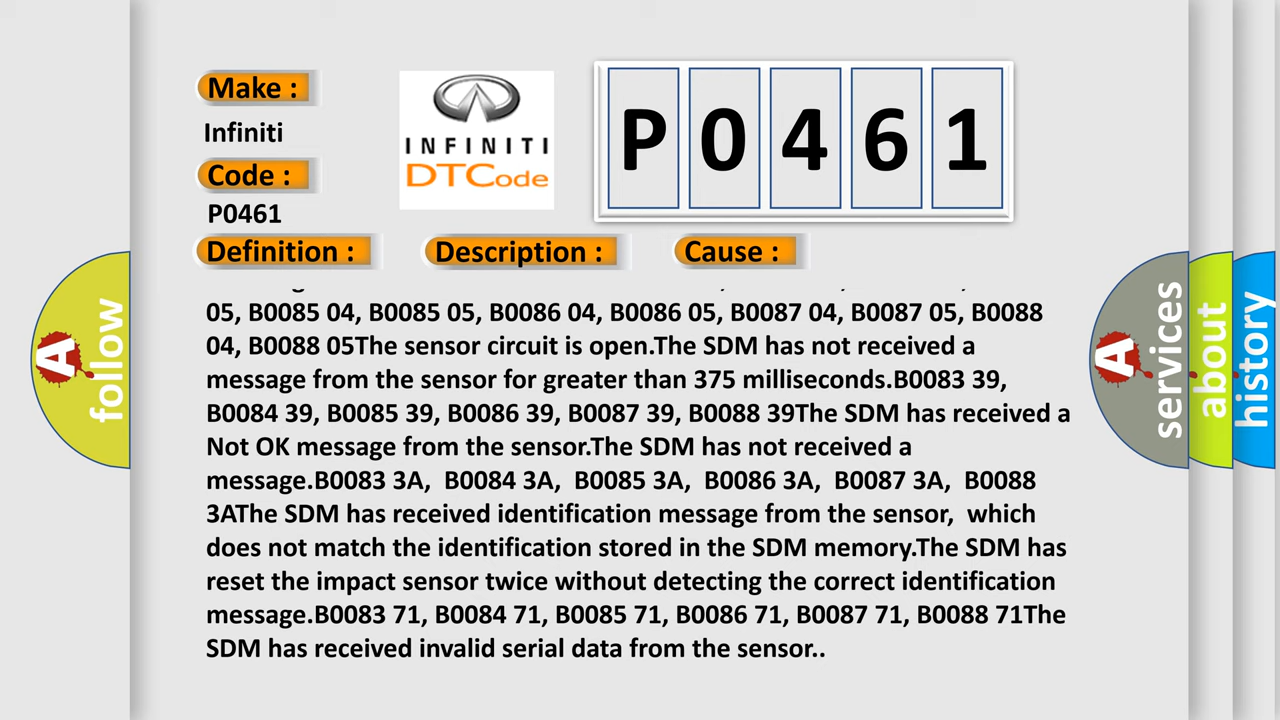 Make :
Infiniti
Code :
P0461
INFINITI
DTCode
P0461
Definition :
Description :
Cause :
05, B0085 04, B0085 05, B0086 04, B0086 05, B0087 04, B0087 05, B0088
04, B0088 05The sensor circuit is open.The SDM has not received a
message from the sensor for greater than 375 milliseconds.B0083 39,
B0084 39, B0085 39, B0086 39, B0087 39, B0088 39The SDM has received a
Not OK message from the sensor.The SDM has not received a
message.B0083 3A, B0084 3A, B0085 3A, B0086 3A, B0087 3A, B0088
3AThe SDM has received identification message from the sensor, which
does not match the identification stored in the SDM memory.The SDM has
reset the impact sensor twice without detecting the correct identification
message.B0083 71, B0084 71, B0085 71, B0086 71, B0087 71, B0088 71The
SDM has received invalid serial data from the sensor..
A
follow
A
services
about
history